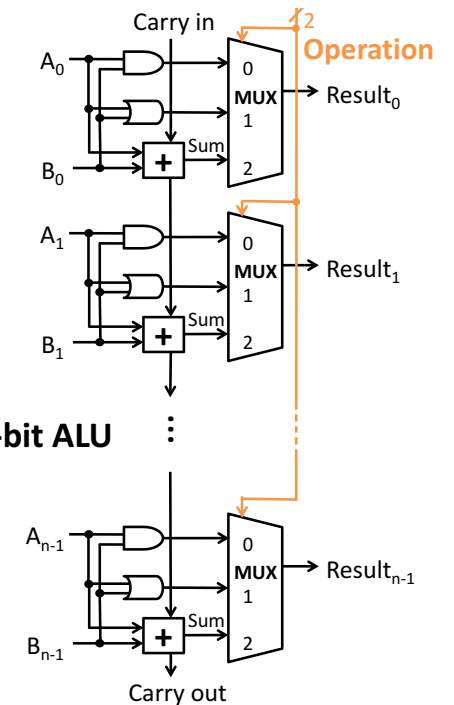 Carry in
2
Operation
A₀
0
MUX
1
Result₀
Sum
B₀
+
2
A₁
0
MUX
1
Result₁
Sum
B₁
+
2
-bit ALU
⋮
Aₙ₋₁
0
MUX
1
Resultₙ₋₁
Sum
Bₙ₋₁
+
2
Carry out